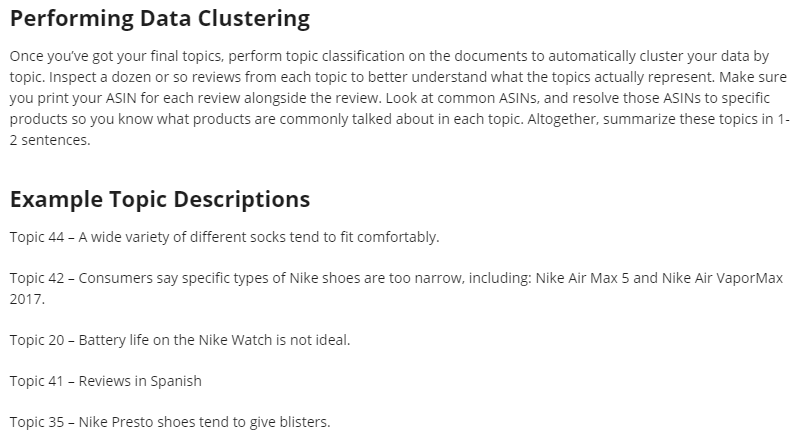 Performing Data Clustering
Once you’ve got your final topics, perform topic classification on the documents to automatically cluster your data by
topic. Inspect a dozen or so reviews from each topic to better understand what the topics actually represent. Make sure
you print your ASIN for each review alongside the review. Look at common ASINs, and resolve those ASINs to specific
products so you know what products are commonly talked about in each topic. Altogether, summarize these topics in 1-
2 sentences.
Example Topic Descriptions
Topic 44 – A wide variety of different socks tend to fit comfortably.
Topic 42 – Consumers say specific types of Nike shoes are too narrow, including: Nike Air Max 5 and Nike Air VaporMax
2017.
Topic 20 – Battery life on the Nike Watch is not ideal.
Topic 41 – Reviews in Spanish
Topic 35 – Nike Presto shoes tend to give blisters.